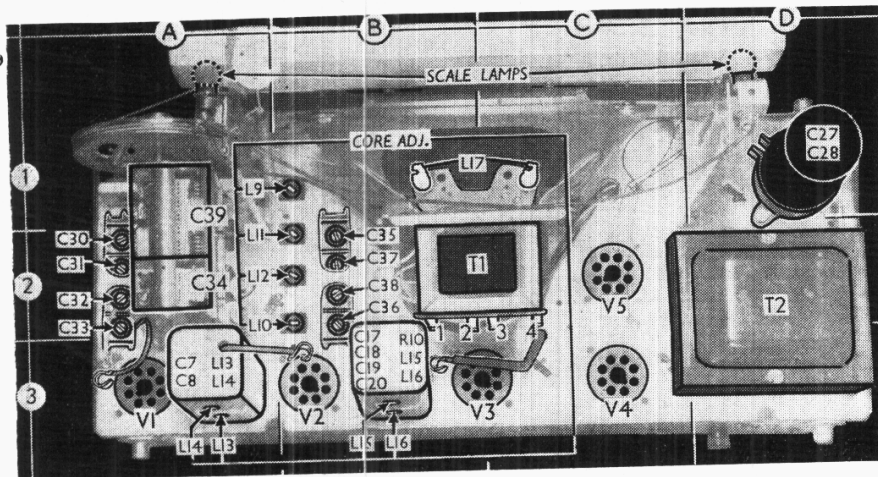 A B C D
SCALE LAMPS
CORE ADJ.
C27
C28
L17
1
L9
C39
C30
L11
C35
C31
C37
T1
2
L12
C34
V5
T2
C32
C38
C33
L10
C36
1 2 3 4
C7 L13
C8 L14
C17
C18 R10
C19 L15
C20 L16
3
V1 V2 V3 V4
L14 L13
L15 L16